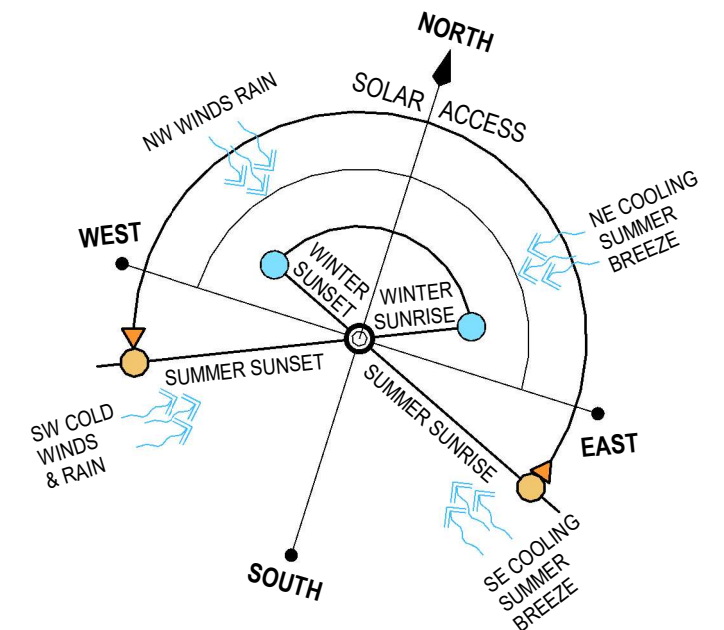 NORTH
SOLAR ACCESS
NW WINDS RAIN
NE COOLING
SUMMER
BREEZE
WEST
WINTER
SUNSET
WINTER
SUNRISE
SUMMER SUNSET
SUMMER SUNRISE
SW COLD
WINDS
& RAIN
EAST
SE COOLING
SUMMER
BREEZE
SOUTH